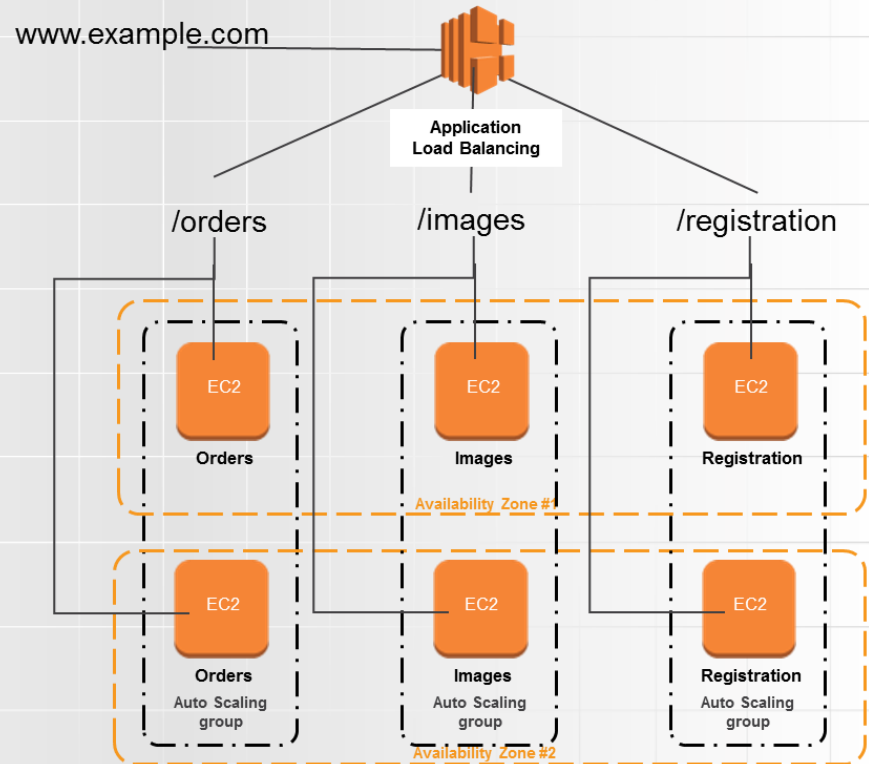 www.example.com
Application
Load Balancing
/orders
/images
/registration
EC2
EC2
EC2
Orders
Images
Registration
Availability Zone #1
EC2
EC2
EC2
Orders
Images
Registration
Auto Scaling
group
Auto Scaling
group
Auto Scaling
group
Availability Zone #2